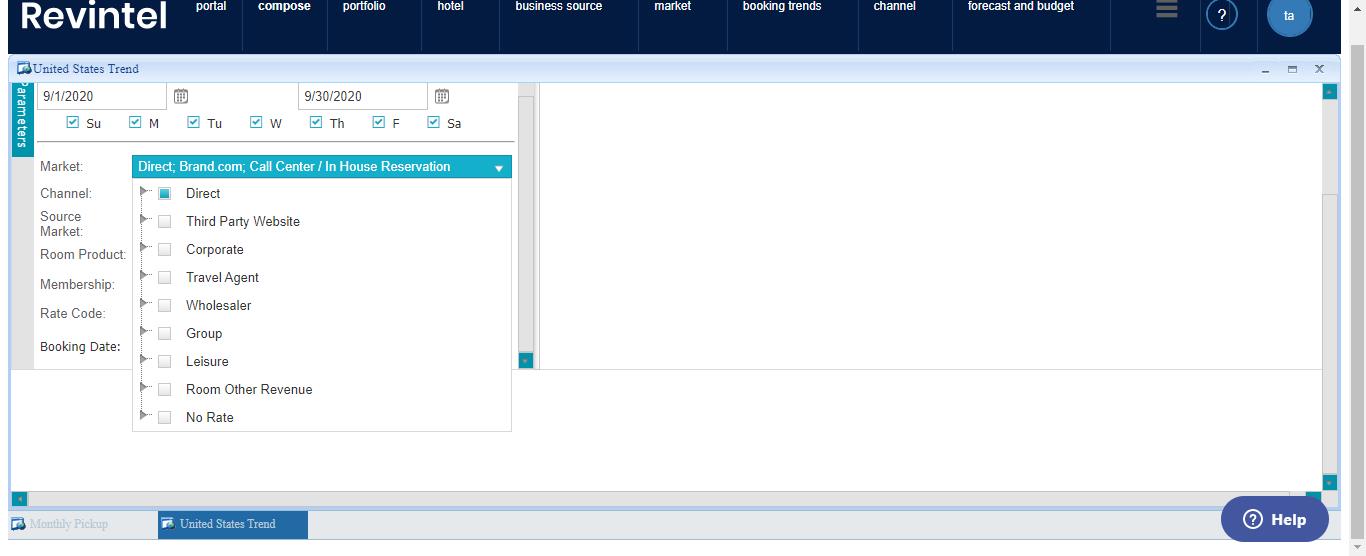 Revintel portal compose portfolio hotel business source market booking trends channel forecast and budget ? ta
United States Trend
Parameters
9/1/2020 9/30/2020
Su M Tu W Th F Sa
Market: Direct; Brand.com; Call Center / In House Reservation
Channel: Direct
Source
Market:
Third Party Website
Corporate
Room Product:
Travel Agent
Membership:
Wholesaler
Rate Code:
Group
Booking Date:
Leisure
Room Other Revenue
No Rate
Monthly Pickup United States Trend
? Help